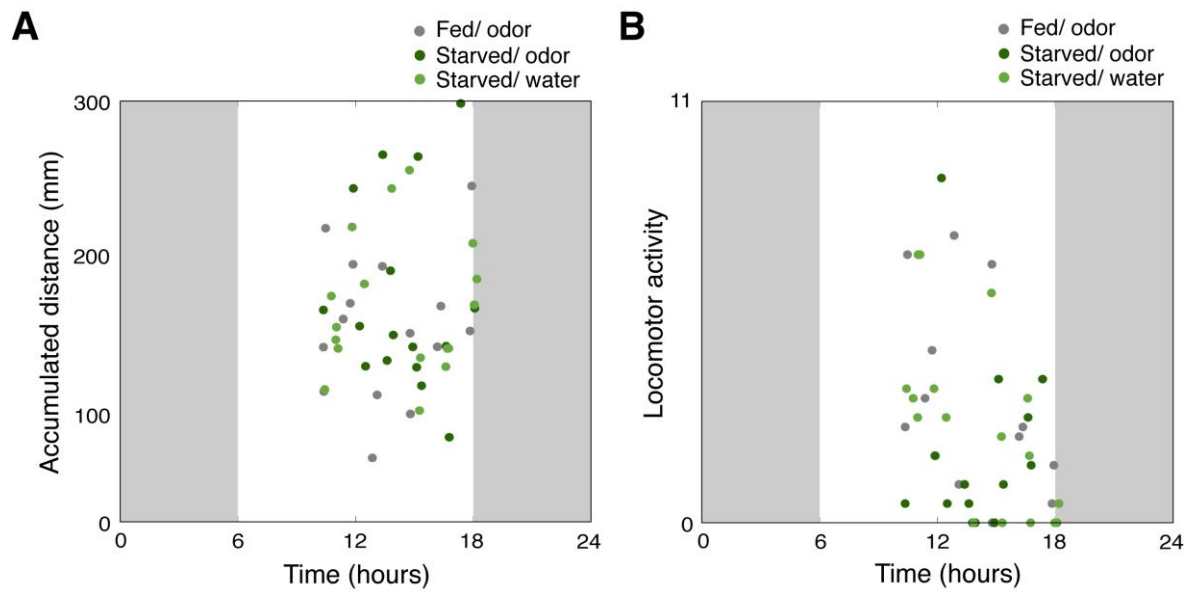 A
Fed/ odor
Starved/ odor
Starved/ water
300
200
100
0
Accumulated distance (mm)
0 6 12 18 24
Time (hours)
B
Fed/ odor
Starved/ odor
Starved/ water
11
0
Locomotor activity
0 6 12 18 24
Time (hours)